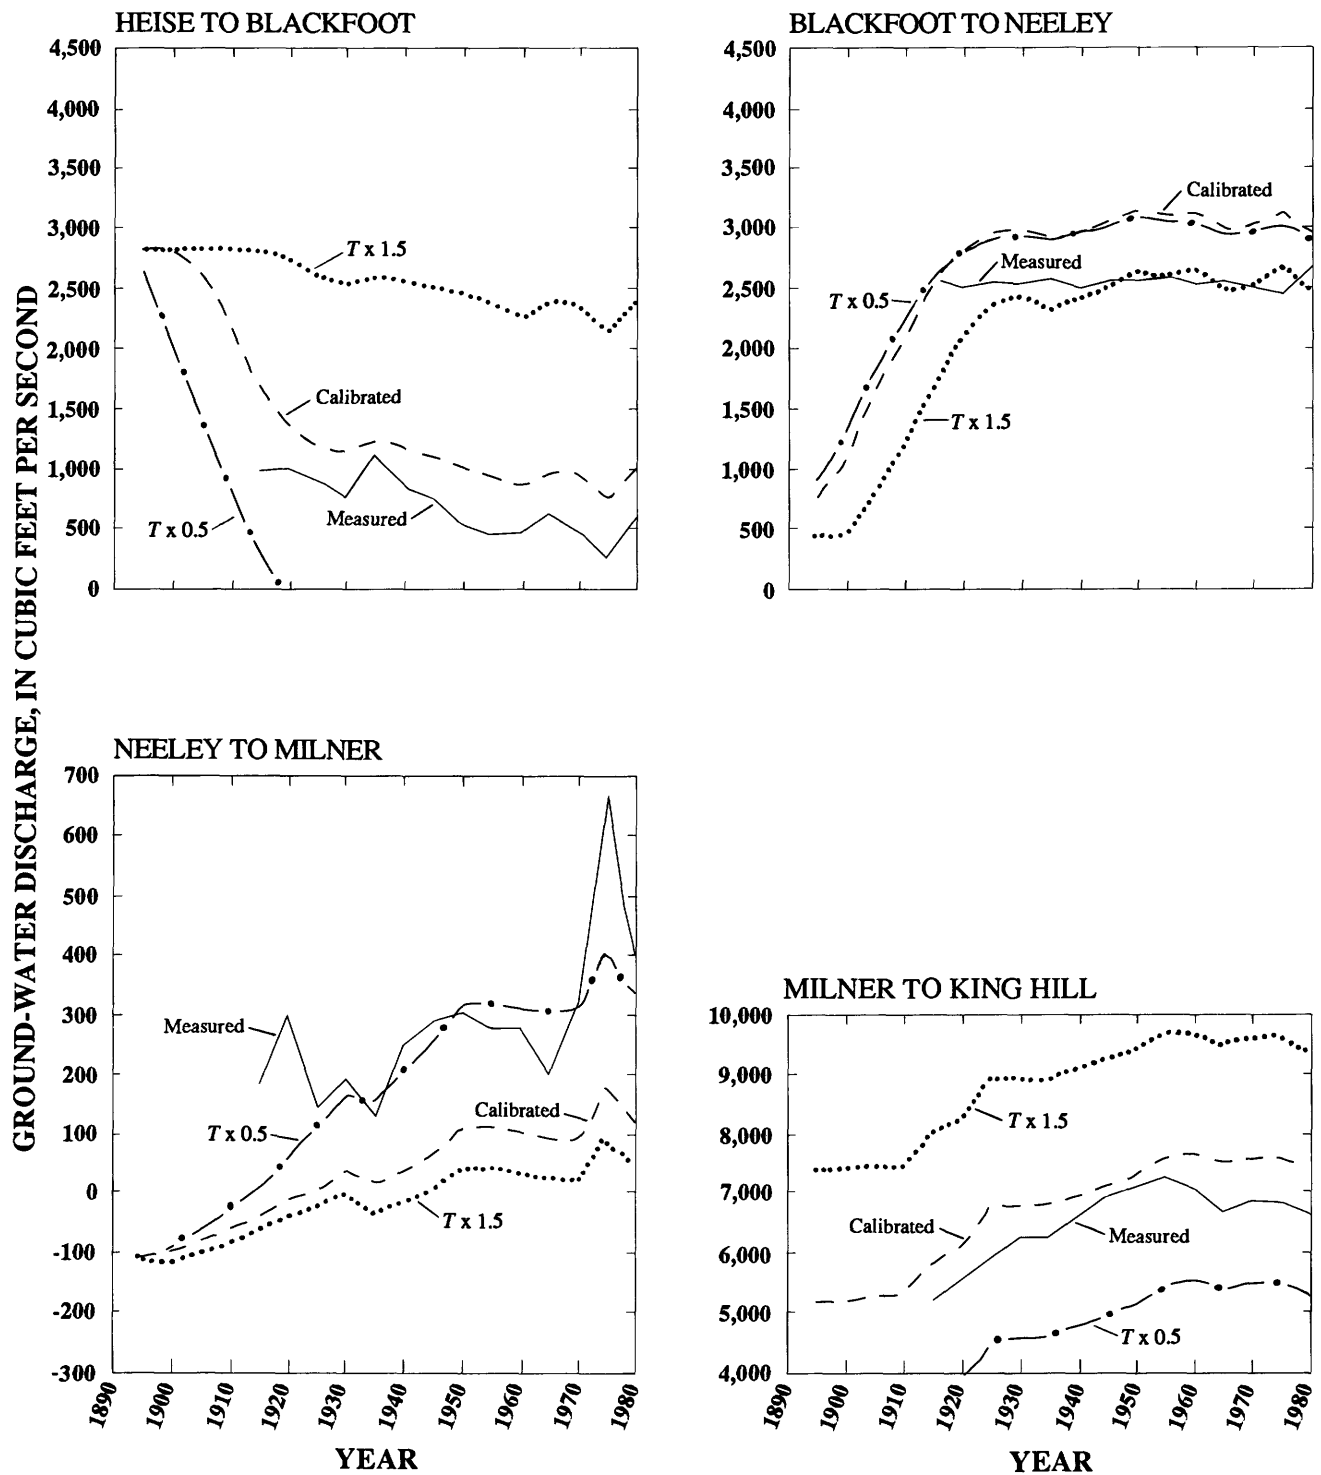 GROUND-WATER DISCHARGE, IN CUBIC FEET PER SECOND
HEISE TO BLACKFOOT
4,500
4,000
3,500
3,000
2,500
2,000
1,500
1,000
500
0
T x 1.5
Calibrated
Measured
T x 0.5
BLACKFOOT TO NEELEY
4,500
4,000
3,500
3,000
2,500
2,000
1,500
1,000
500
0
Calibrated
Measured
T x 0.5
T x 1.5
NEELEY TO MILNER
700
600
500
400
300
200
100
0
-100
-200
-300
Measured
Calibrated
T x 0.5
T x 1.5
1890
1900
1910
1920
1930
1940
1950
1960
1970
1980
YEAR
MILNER TO KING HILL
10,000
9,000
8,000
7,000
6,000
5,000
4,000
T x 1.5
Calibrated
Measured
T x 0.5
1890
1900
1910
1920
1930
1940
1950
1960
1970
1980
YEAR